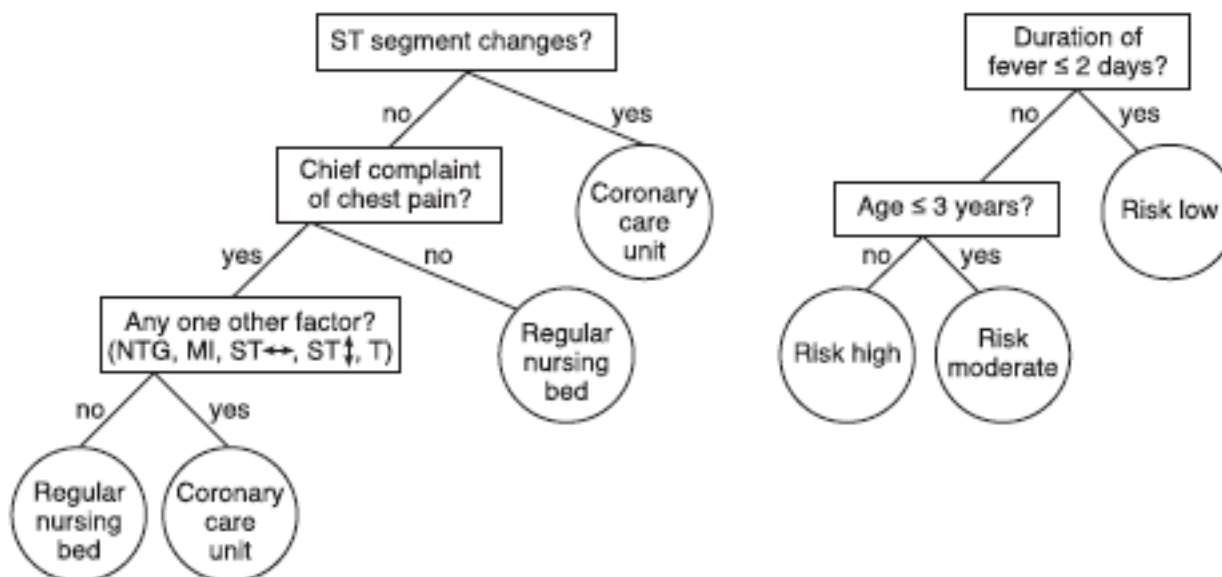 ST segment changes?
no
yes
Chief complaint
of chest pain?
Coronary
care
unit
yes
no
Any one other factor?
(NTG, MI, ST↔, ST↕, T)
Regular
nursing
bed
no
yes
Regular
nursing
bed
Coronary
care
unit
Duration of
fever ≤ 2 days?
no
yes
Age ≤ 3 years?
Risk low
no
yes
Risk high
Risk
moderate